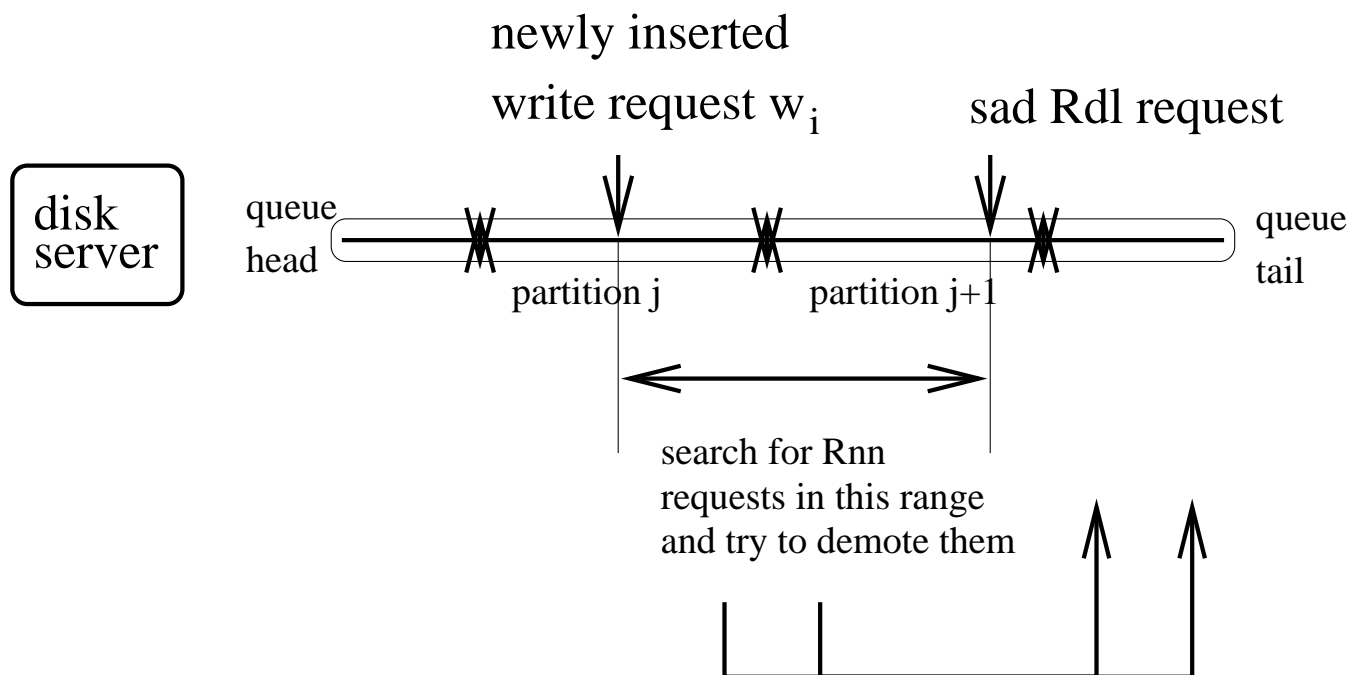 newly inserted
write request w_i
sad Rdl request
disk
server
queue
head
queue
tail
partition j
partition j+1
search for Rnn
requests in this range
and try to demote them